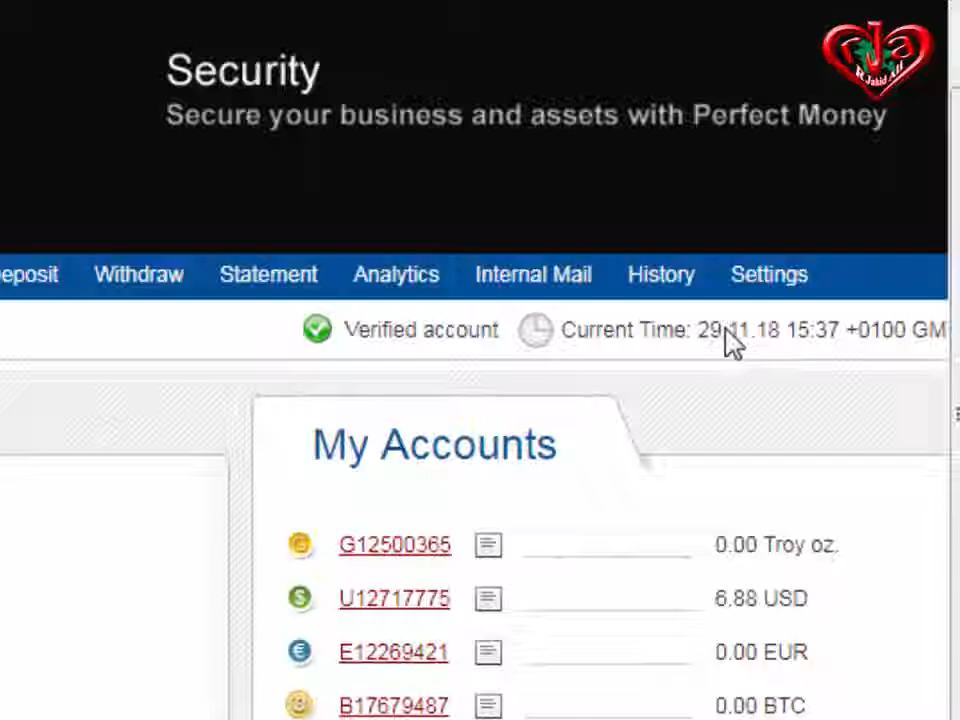 Security
Secure your business and assets with Perfect Money
R Jahid Ali
eposit Withdraw Statement Analytics Internal Mail History Settings
Verified account Current Time: 29.11.18 15:37 +0100 GM
My Accounts
G12500365 0.00 Troy oz.
U12717775 6.88 USD
E12269421 0.00 EUR
B17679487 0.00 BTC